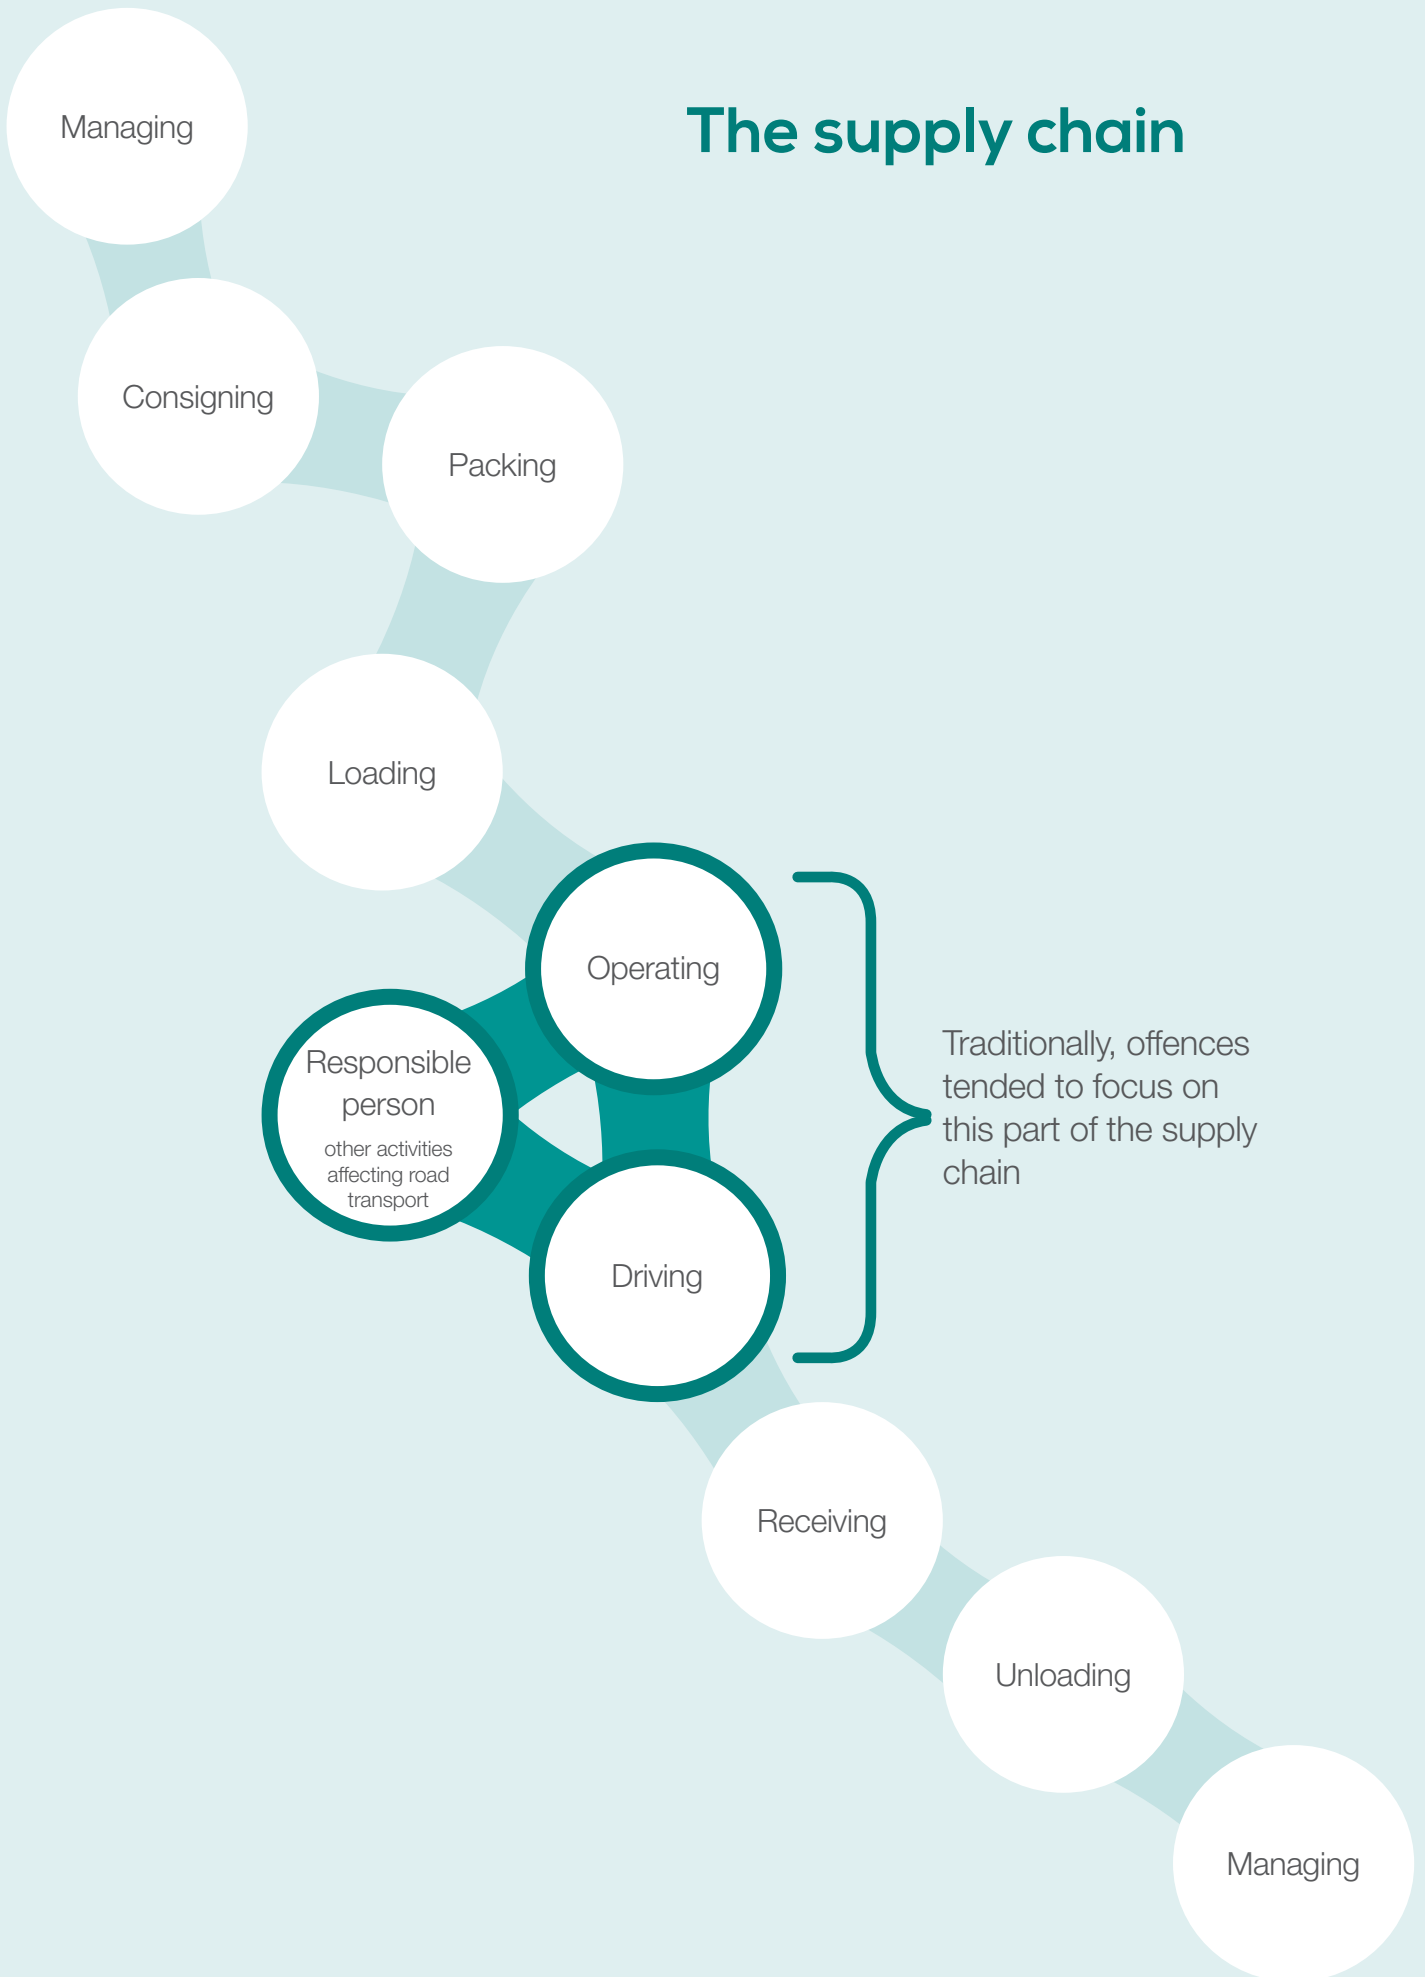 The supply chain
Managing
Consigning
Packing
Loading
Operating
Responsible
person
other activities
affecting road
transport
Traditionally, offences
tended to focus on
this part of the supply
chain
Driving
Receiving
Unloading
Managing